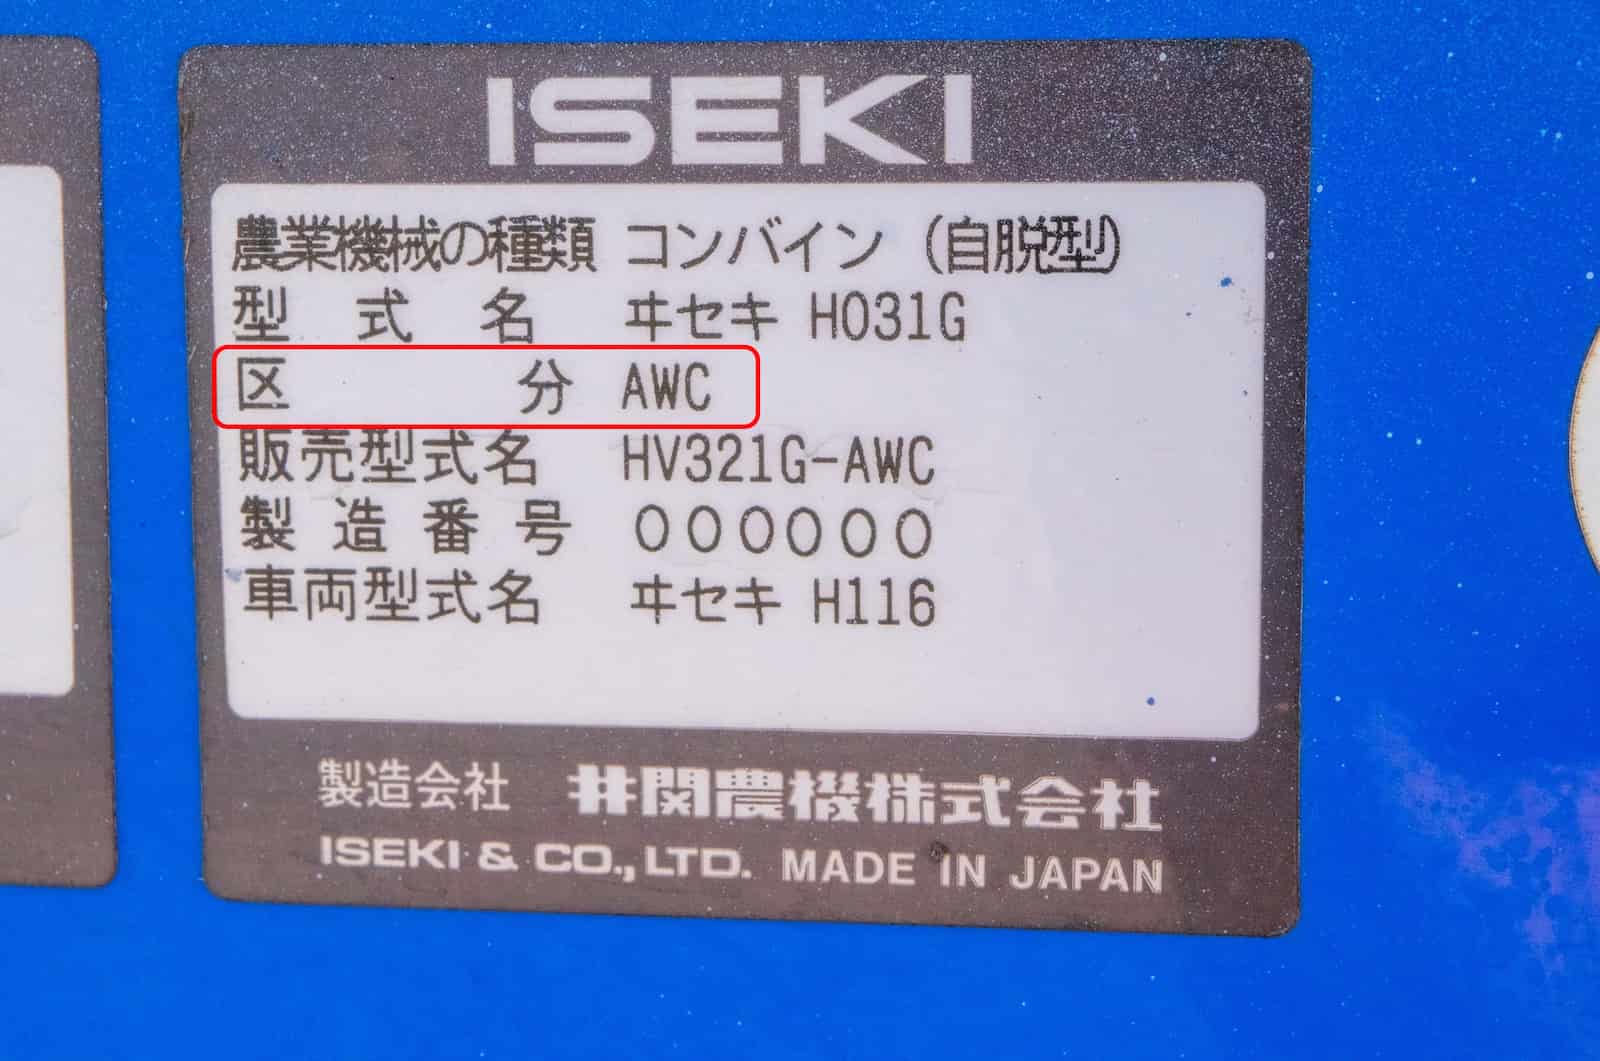 ISEKI
農業機械の種類 コンバイン（自脱型）
型式名 ヰセキ H031G
区分 AWC
販売型式名 HV321G-AWC
製造番号 000000
車両型式名 ヰセキ H116
製造会社 井関農機株式会社
ISEKI & CO., LTD. MADE IN JAPAN